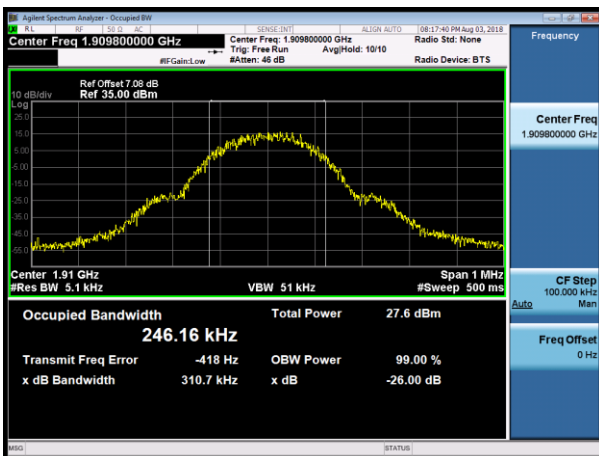 Agilent Spectrum Analyzer - Occupied BW
RL RF 50 Ω AC SENSE:INT ALIGN AUTO 08:17:40 PM Aug 03, 2018
Center Freq 1.909800000 GHz Center Freq: 1.909800000 GHz Radio Std: None
Trig: Free Run Avg|Hold: 10/10
#IFGain:Low #Atten: 46 dB Radio Device: BTS
Ref Offset 7.08 dB
10 dB/div Ref 35.00 dBm
Log
25.0
15.0
5.00
-5.00
-15.0
-25.0
-35.0
-45.0
-55.0
Center 1.91 GHz Span 1 MHz
#Res BW 5.1 kHz VBW 51 kHz #Sweep 500 ms
Occupied Bandwidth Total Power 27.6 dBm
246.16 kHz
Transmit Freq Error -418 Hz OBW Power 99.00 %
x dB Bandwidth 310.7 kHz x dB -26.00 dB
MSG STATUS
Frequency
Center Freq
1.909800000 GHz
CF Step
100.000 kHz
Auto Man
Freq Offset
0 Hz